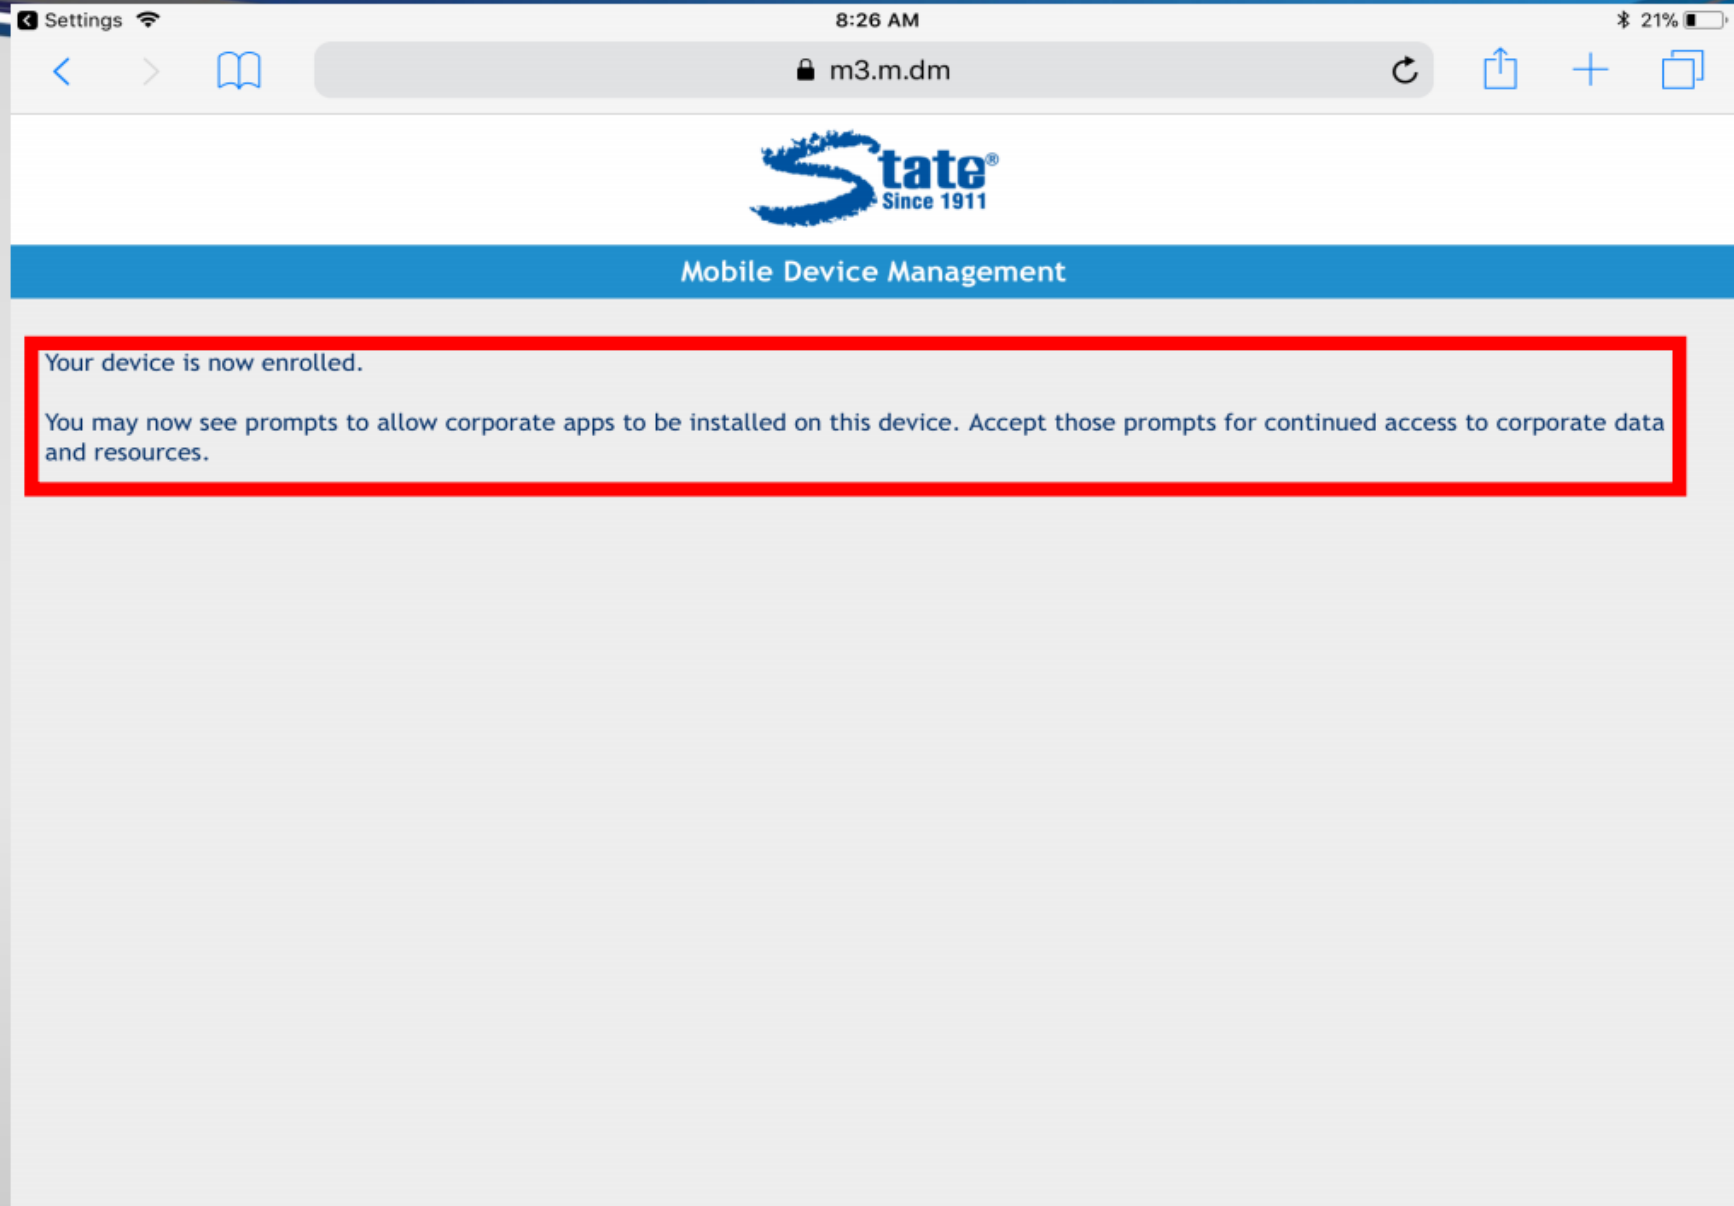 Settings
8:26 AM
21%
m3.m.dm
State®
Since 1911
Mobile Device Management
Your device is now enrolled.
You may now see prompts to allow corporate apps to be installed on this device. Accept those prompts for continued access to corporate data
and resources.